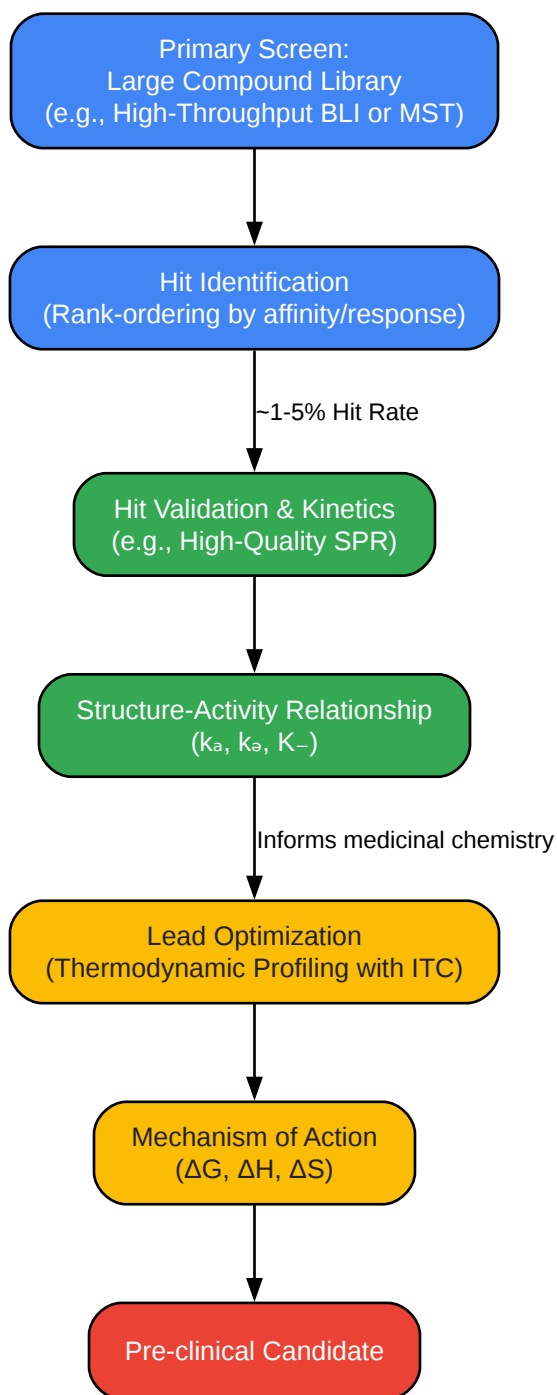 Primary Screen:
Large Compound Library
(e.g., High-Throughput BLI or MST)
Hit Identification
(Rank-ordering by affinity/response)
~1-5% Hit Rate
Hit Validation & Kinetics
(e.g., High-Quality SPR)
Structure-Activity Relationship
(kₐ, kₔ, K₋)
Informs medicinal chemistry
Lead Optimization
(Thermodynamic Profiling with ITC)
Mechanism of Action
(ΔG, ΔH, ΔS)
Pre-clinical Candidate